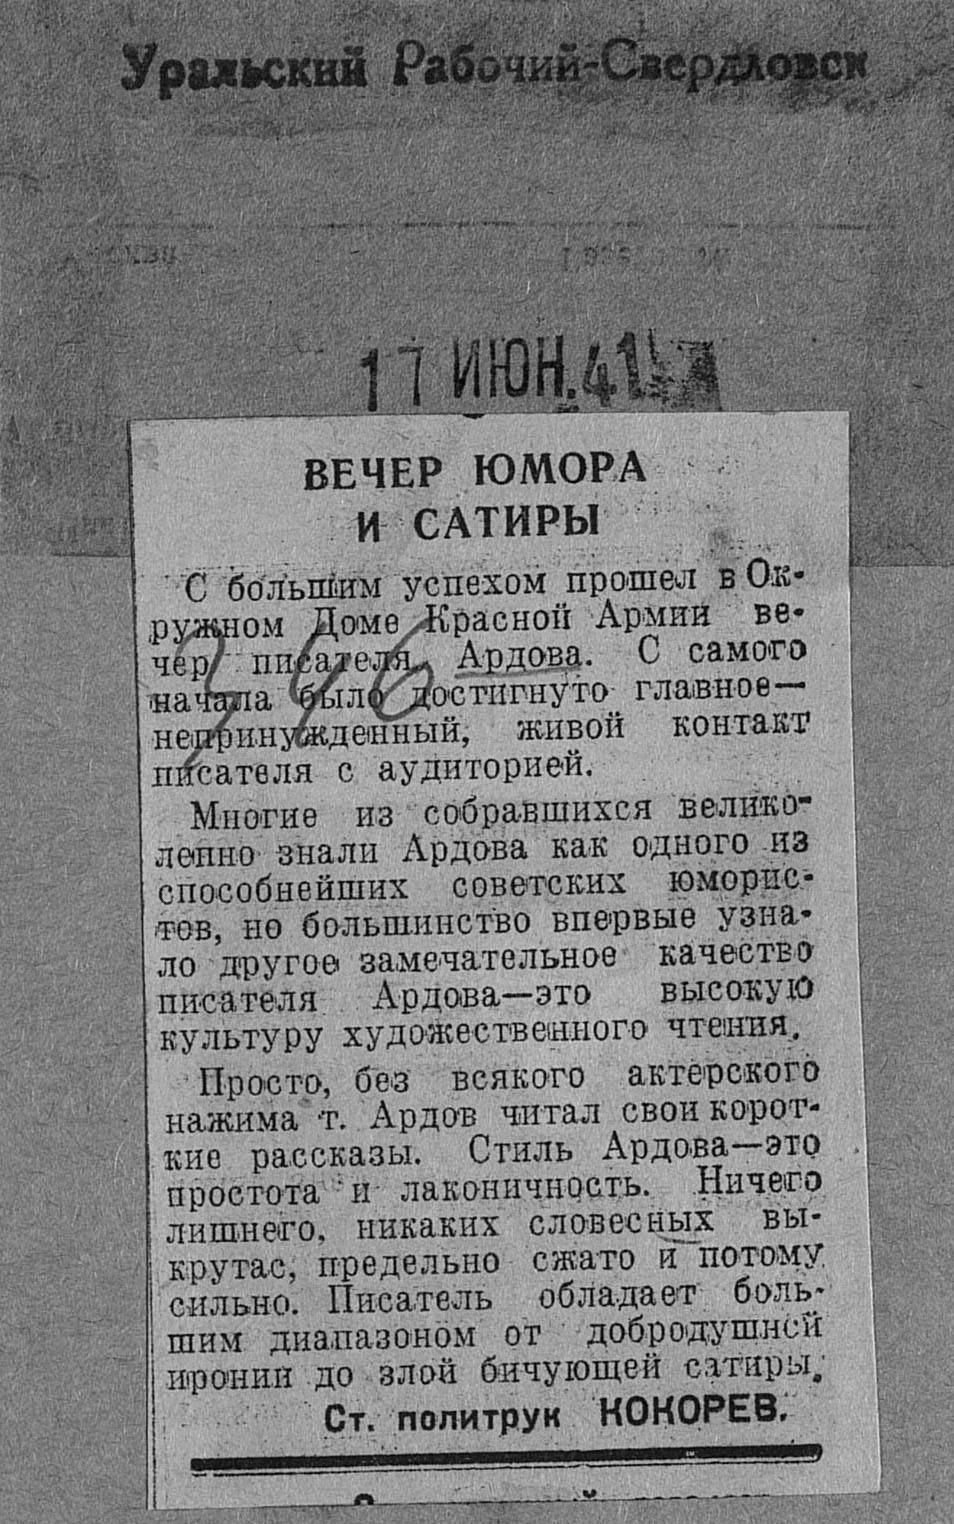 Уральский Рабочий-Свердловск
17 ИЮН. 41
ВЕЧЕР ЮМОРА
И САТИРЫ
С большим успехом прошел в Ок-
ружном Доме Красной Армии ве-
чер писателя Ардова. С самого
начала было достигнуто главное—
непринужденный, живой контакт
писателя с аудиторией.
Многие из собравшихся велико-
лепно знали Ардова как одного из
способнейших советских юморис-
тов, но большинство впервые узна-
ло другое замечательное качество
писателя Ардова—это высокую
культуру художественного чтения.
Просто, без всякого актерского
нажима т. Ардов читал свои корот-
кие рассказы. Стиль Ардова—это
простота и лаконичность. Ничего
лишнего, никаких словесных вы-
крутас, предельно сжато и потому
сильно. Писатель обладает боль-
шим диапазоном от добродушной
иронии до злой бичующей сатиры.
Ст. политрук КОКОРЕВ.